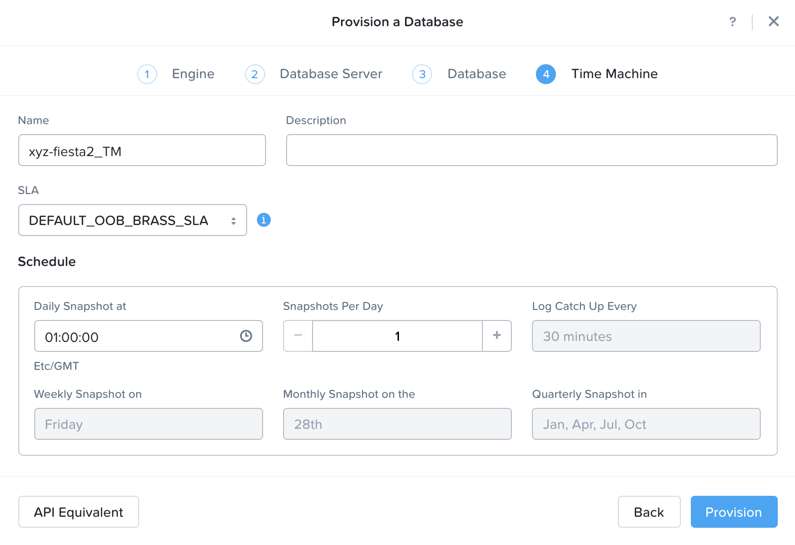 Provision a Database
?
1 Engine 2 Database Server 3 Database 4 Time Machine
Name Description
xyz-fiesta2_TM
SLA
DEFAULT_OOB_BRASS_SLA i
Schedule
Daily Snapshot at Snapshots Per Day Log Catch Up Every
01:00:00 − 1 + 30 minutes
Etc/GMT
Weekly Snapshot on Monthly Snapshot on the Quarterly Snapshot in
Friday 28th Jan, Apr, Jul, Oct
API Equivalent Back Provision